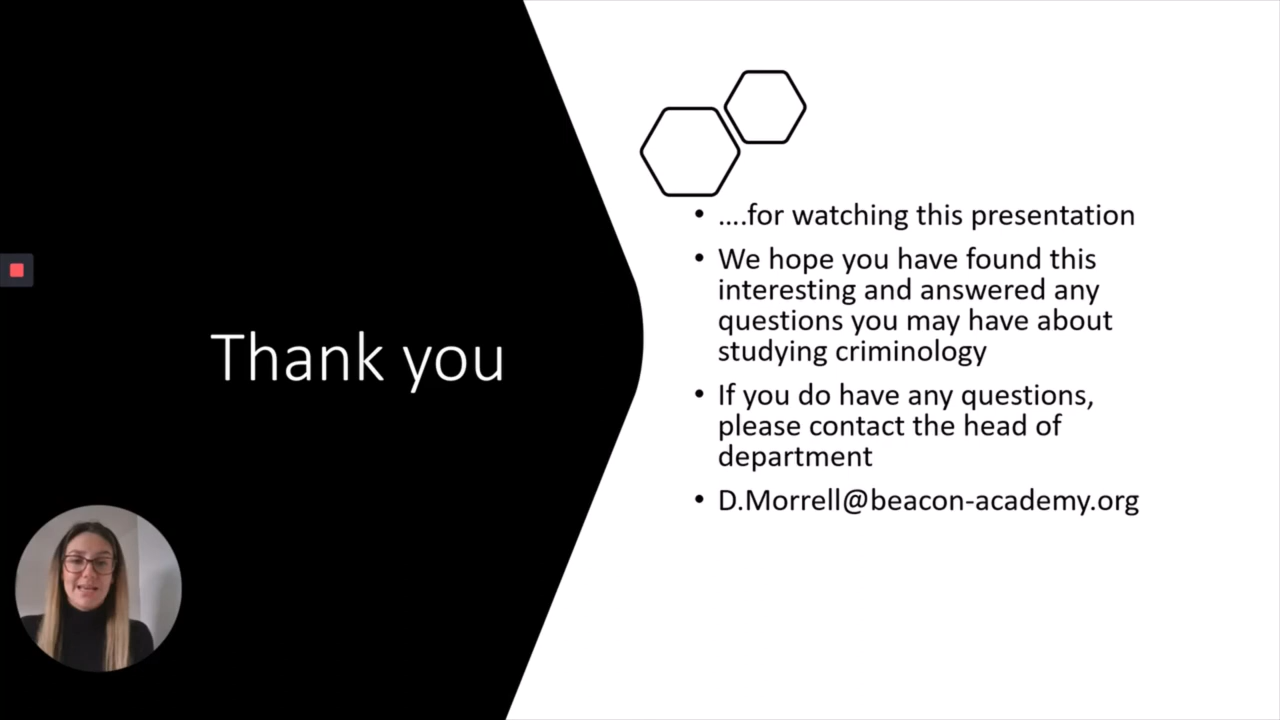 Thank you
• ....for watching this presentation
• We hope you have found this
interesting and answered any
questions you may have about
studying criminology
• If you do have any questions,
please contact the head of
department
• D.Morrell@beacon-academy.org